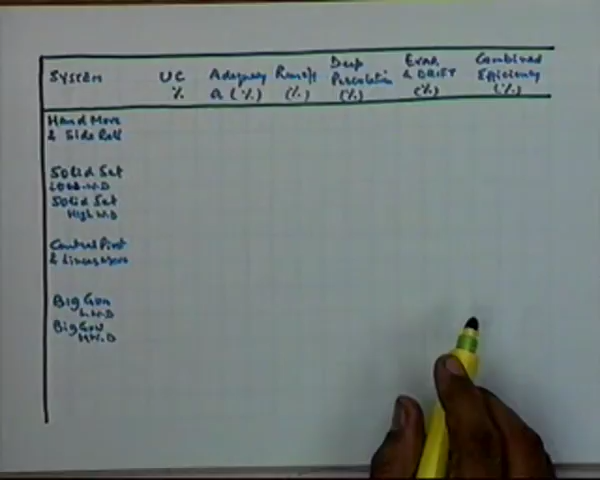 SYSTEM UC % Adequacy a (%) Runoff (%) Deep Percolation (%) Evap. & DRIFT (%) Combined Efficiency (%)
Hand Move
& Side Roll
Solid Set
Low W.D
Solid Set
High W.D
Central Pivot
& Linear Move
Big Gun
L.W.D
Big Gun
H.W.D